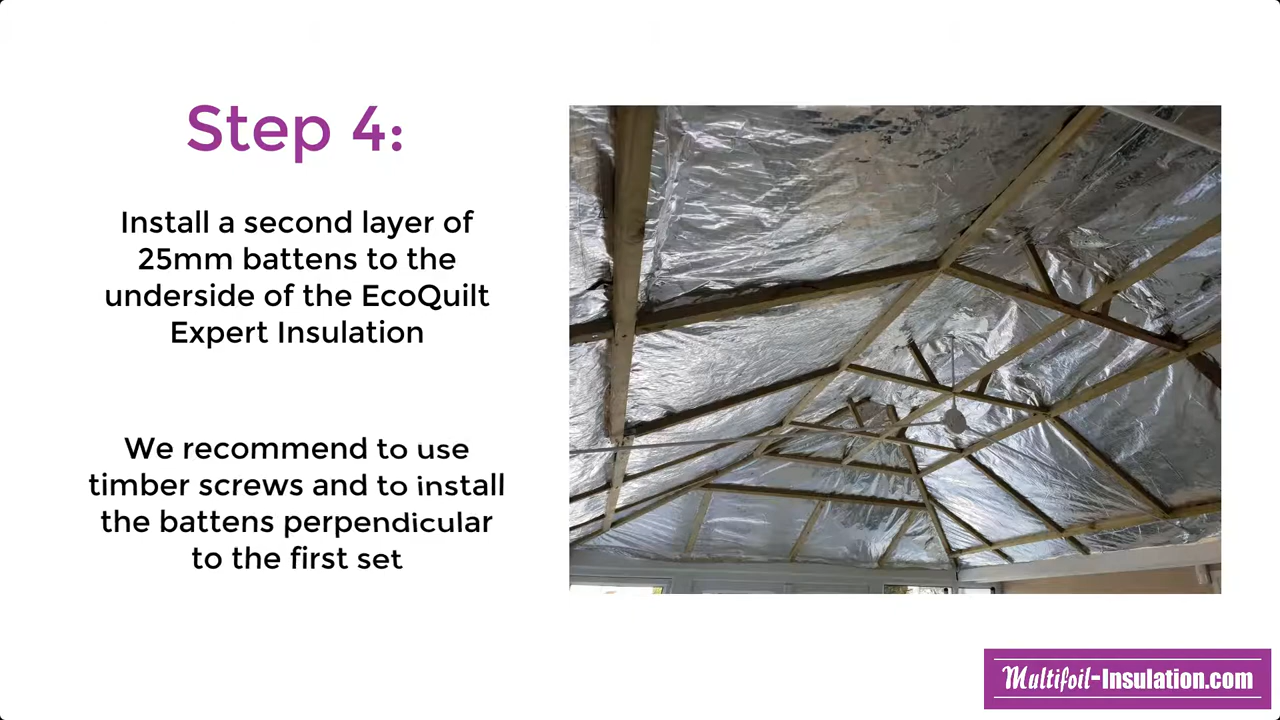 Step 4:
Install a second layer of
25mm battens to the
underside of the EcoQuilt
Expert Insulation
We recommend to use
timber screws and to install
the battens perpendicular
to the first set
Multifoil-Insulation.com